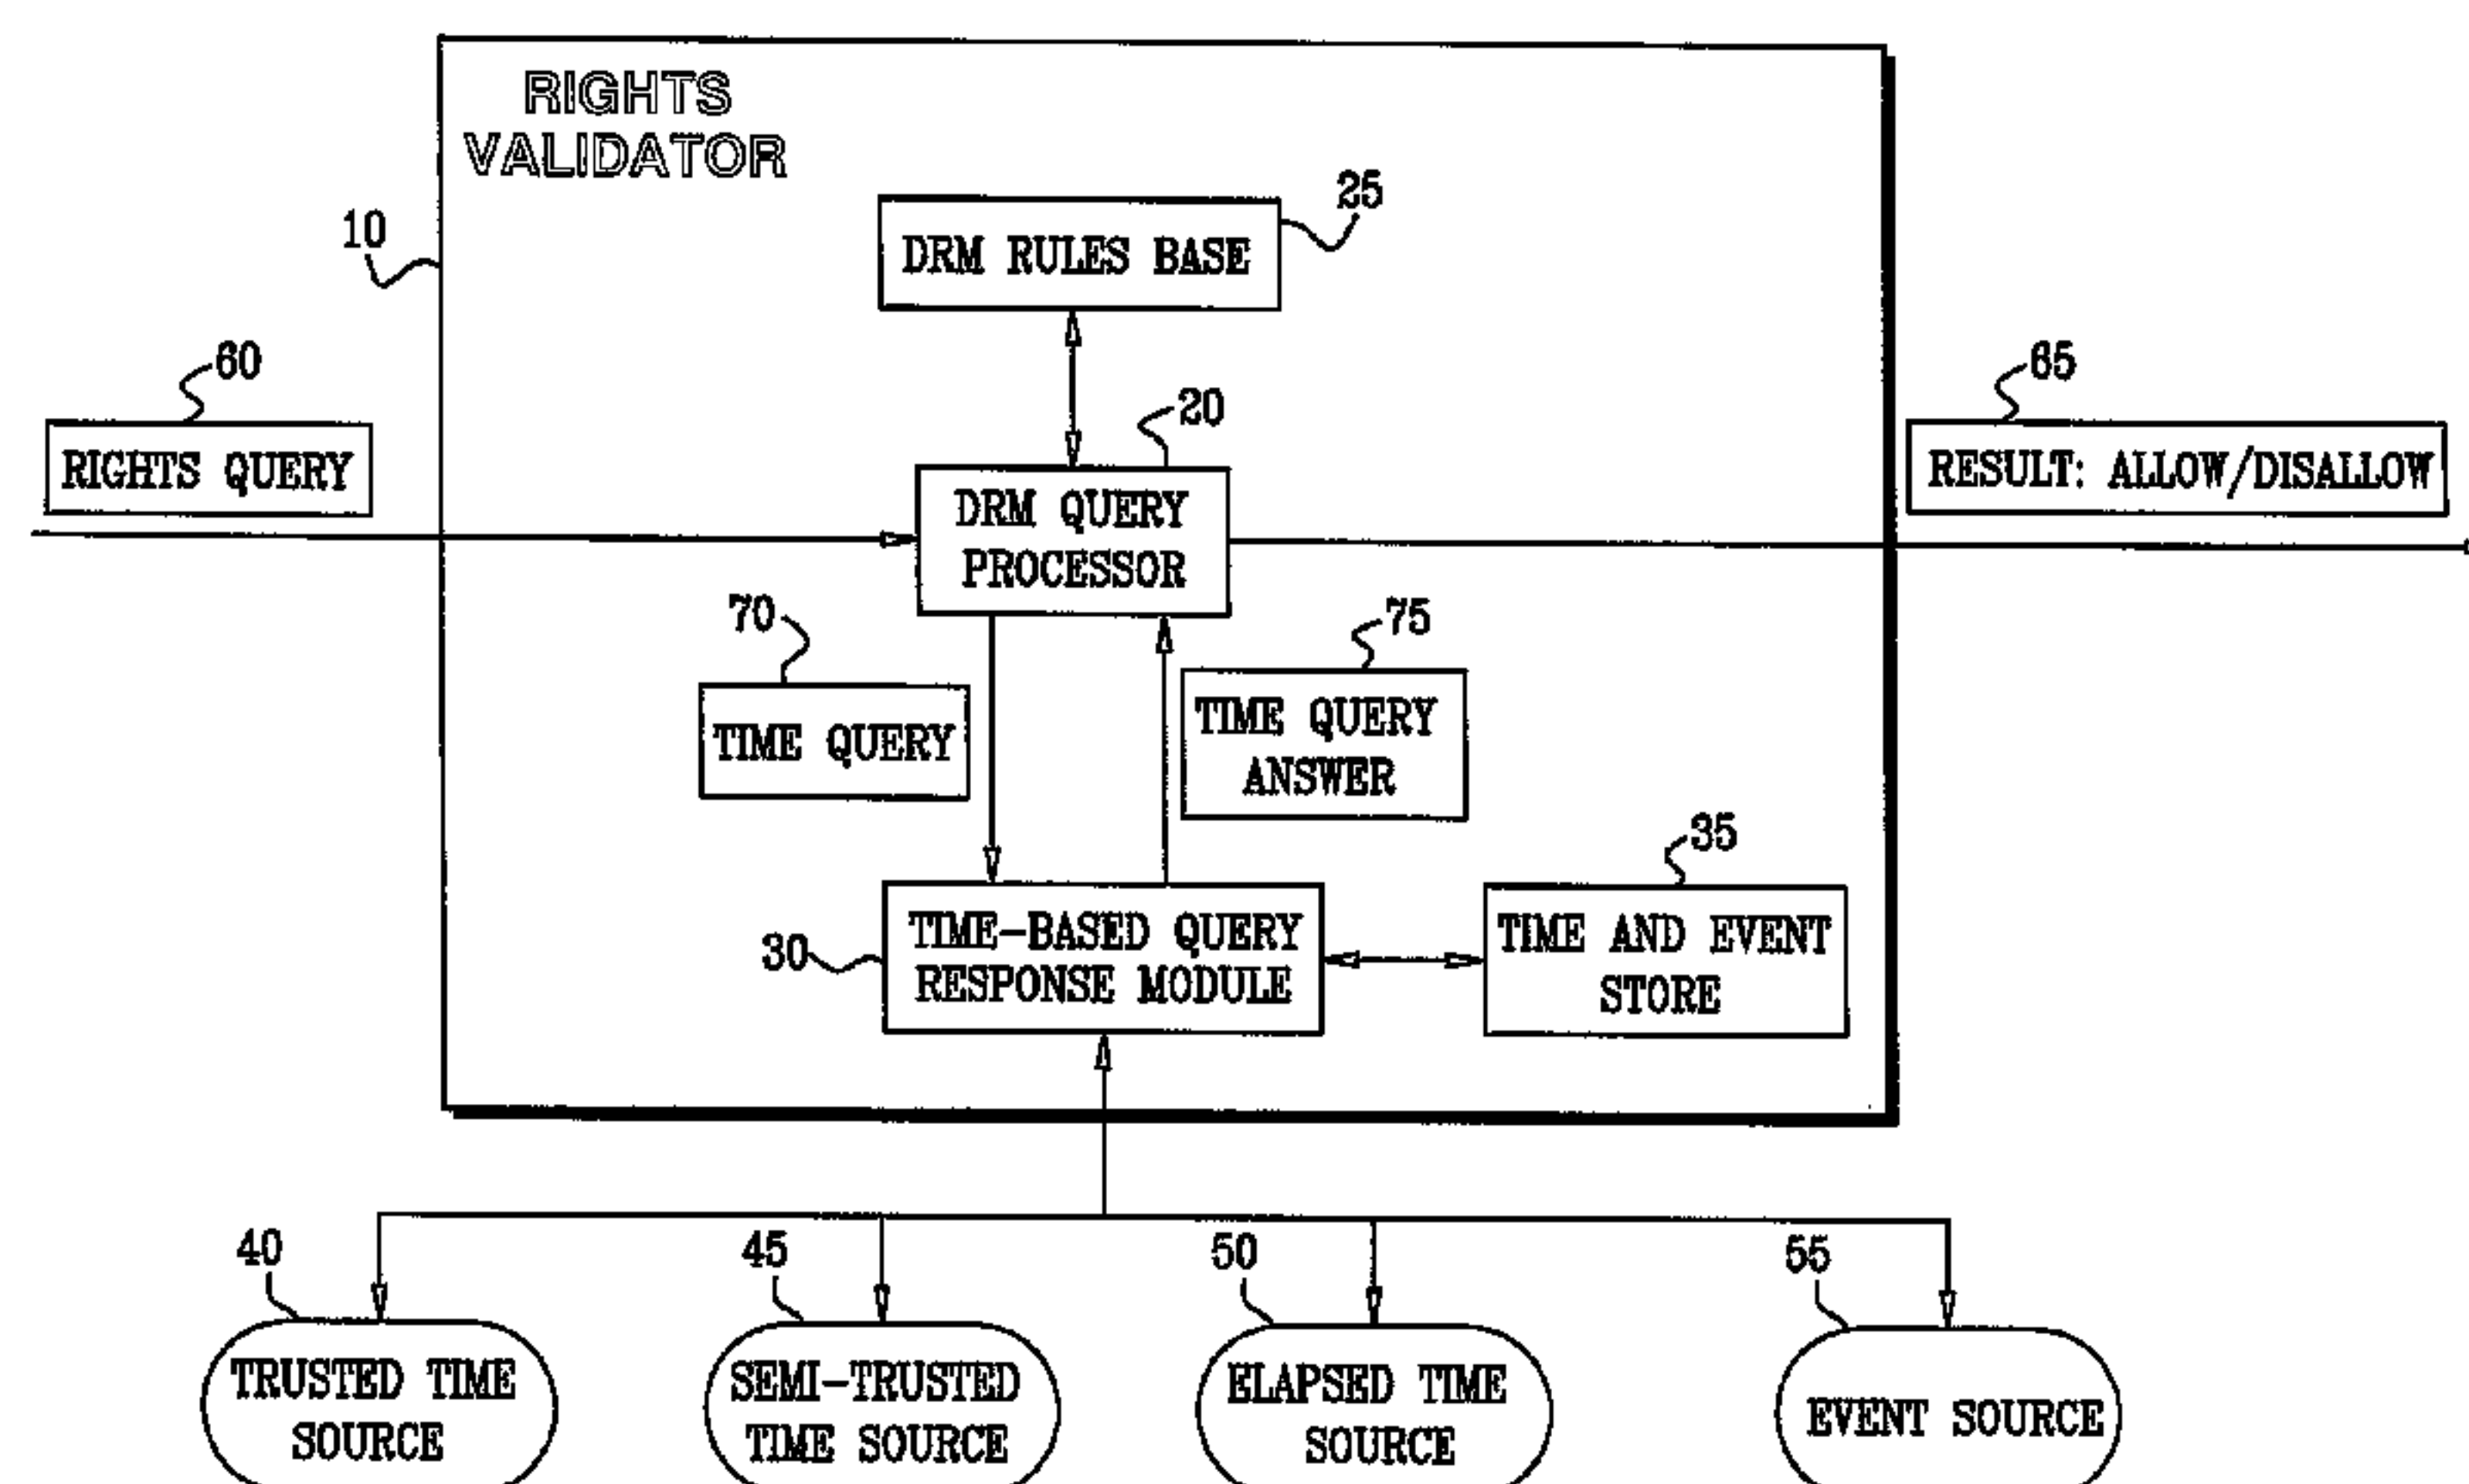 RIGHTS
VALIDATOR
10
25
DRM RULES BASE
60
RIGHTS QUERY
20
DRM QUERY
PROCESSOR
65
RESULT: ALLOW/DISALLOW
70
TIME QUERY
75
TIME QUERY
ANSWER
30
TIME-BASED QUERY
RESPONSE MODULE
35
TIME AND EVENT
STORE
40
TRUSTED TIME
SOURCE
45
SEMI-TRUSTED
TIME SOURCE
50
ELAPSED TIME
SOURCE
55
EVENT SOURCE